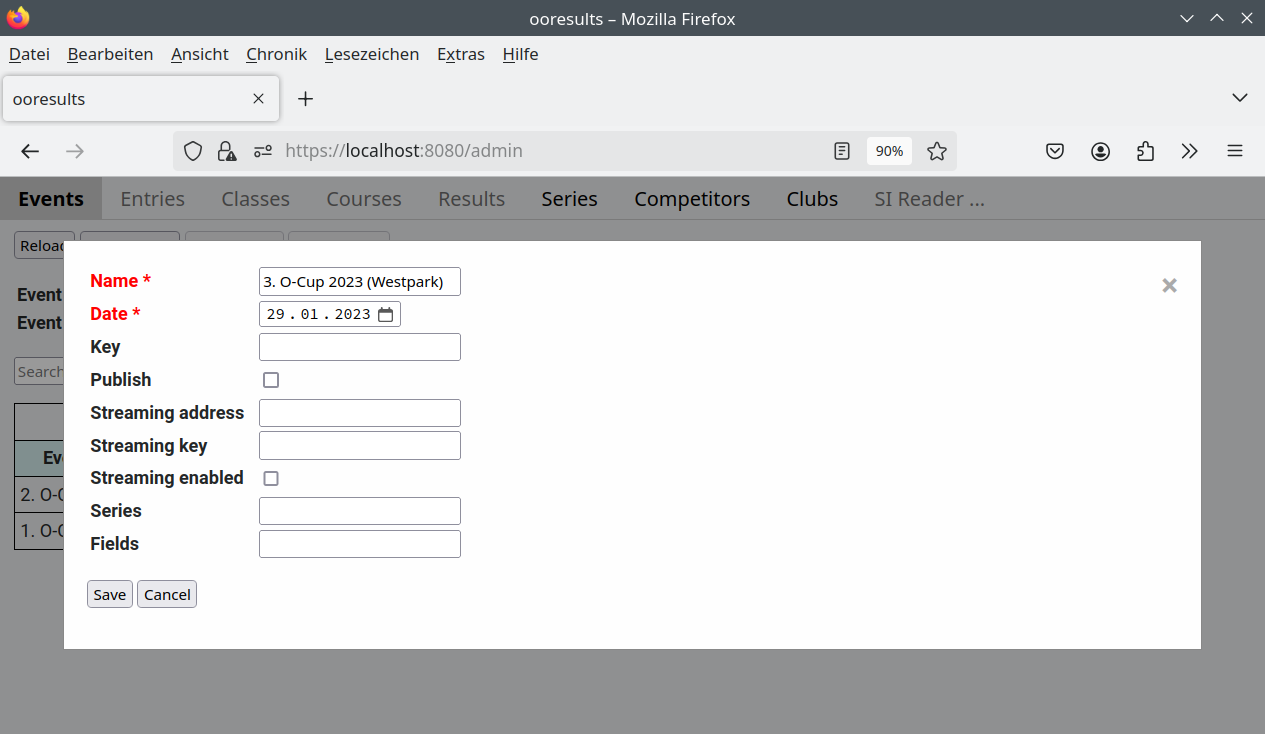 ooresults – Mozilla Firefox
Datei Bearbeiten Ansicht Chronik Lesezeichen Extras Hilfe
ooresults
https://localhost:8080/admin 90%
Events Entries Classes Courses Results Series Competitors Clubs SI Reader ...
Reload
Name * 3. O-Cup 2023 (Westpark)
Event
Date * 29.01.2023
Event
Key
Search
Publish
Streaming address
Streaming key
Streaming enabled
2. O-
Series
1. O-
Fields
Save Cancel